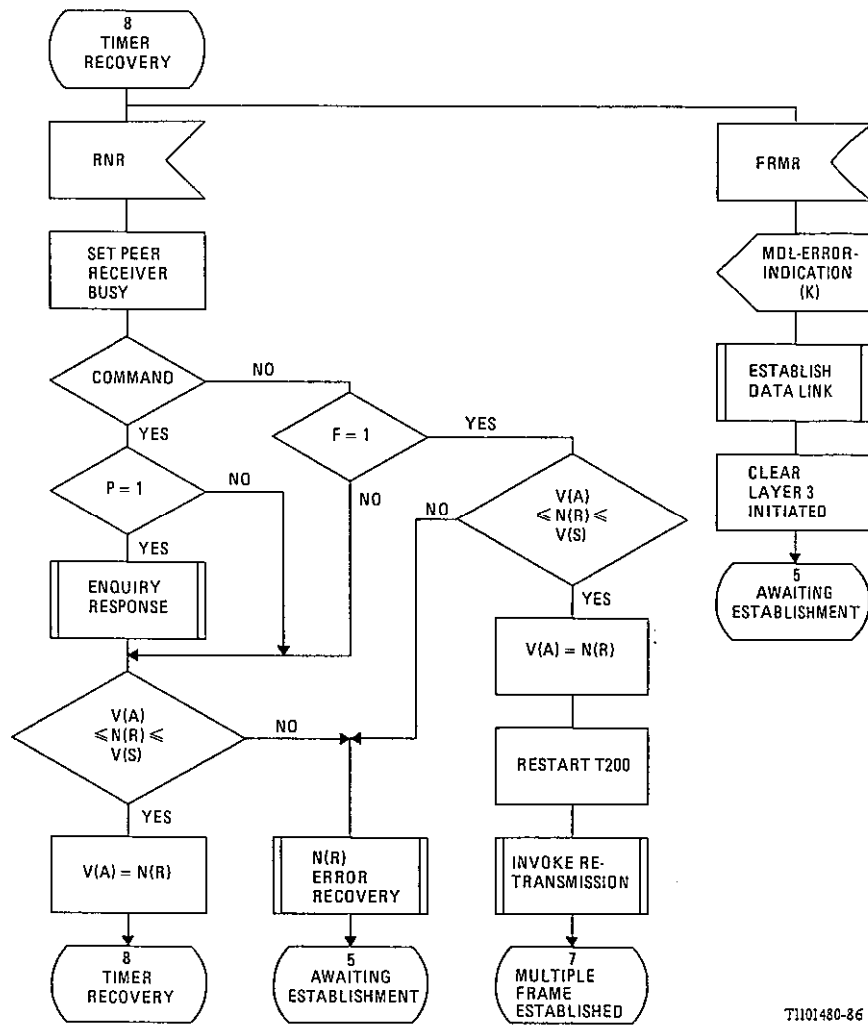 8
TIMER
RECOVERY
RNR
FRMR
SET PEER
RECEIVER
BUSY
MDL-ERROR-
INDICATION
(K)
COMMAND
NO
YES
F = 1
YES
NO
ESTABLISH
DATA LINK
P = 1
NO
YES
V(A)
≤ N(R) ≤
V(S)
NO
YES
CLEAR
LAYER 3
INITIATED
ENQUIRY
RESPONSE
5
AWAITING
ESTABLISHMENT
V(A) = N(R)
V(A)
≤ N(R) ≤
V(S)
NO
YES
RESTART T200
V(A) = N(R)
N(R)
ERROR
RECOVERY
INVOKE RE-
TRANSMISSION
8
TIMER
RECOVERY
5
AWAITING
ESTABLISHMENT
7
MULTIPLE
FRAME
ESTABLISHED
T1101480-86